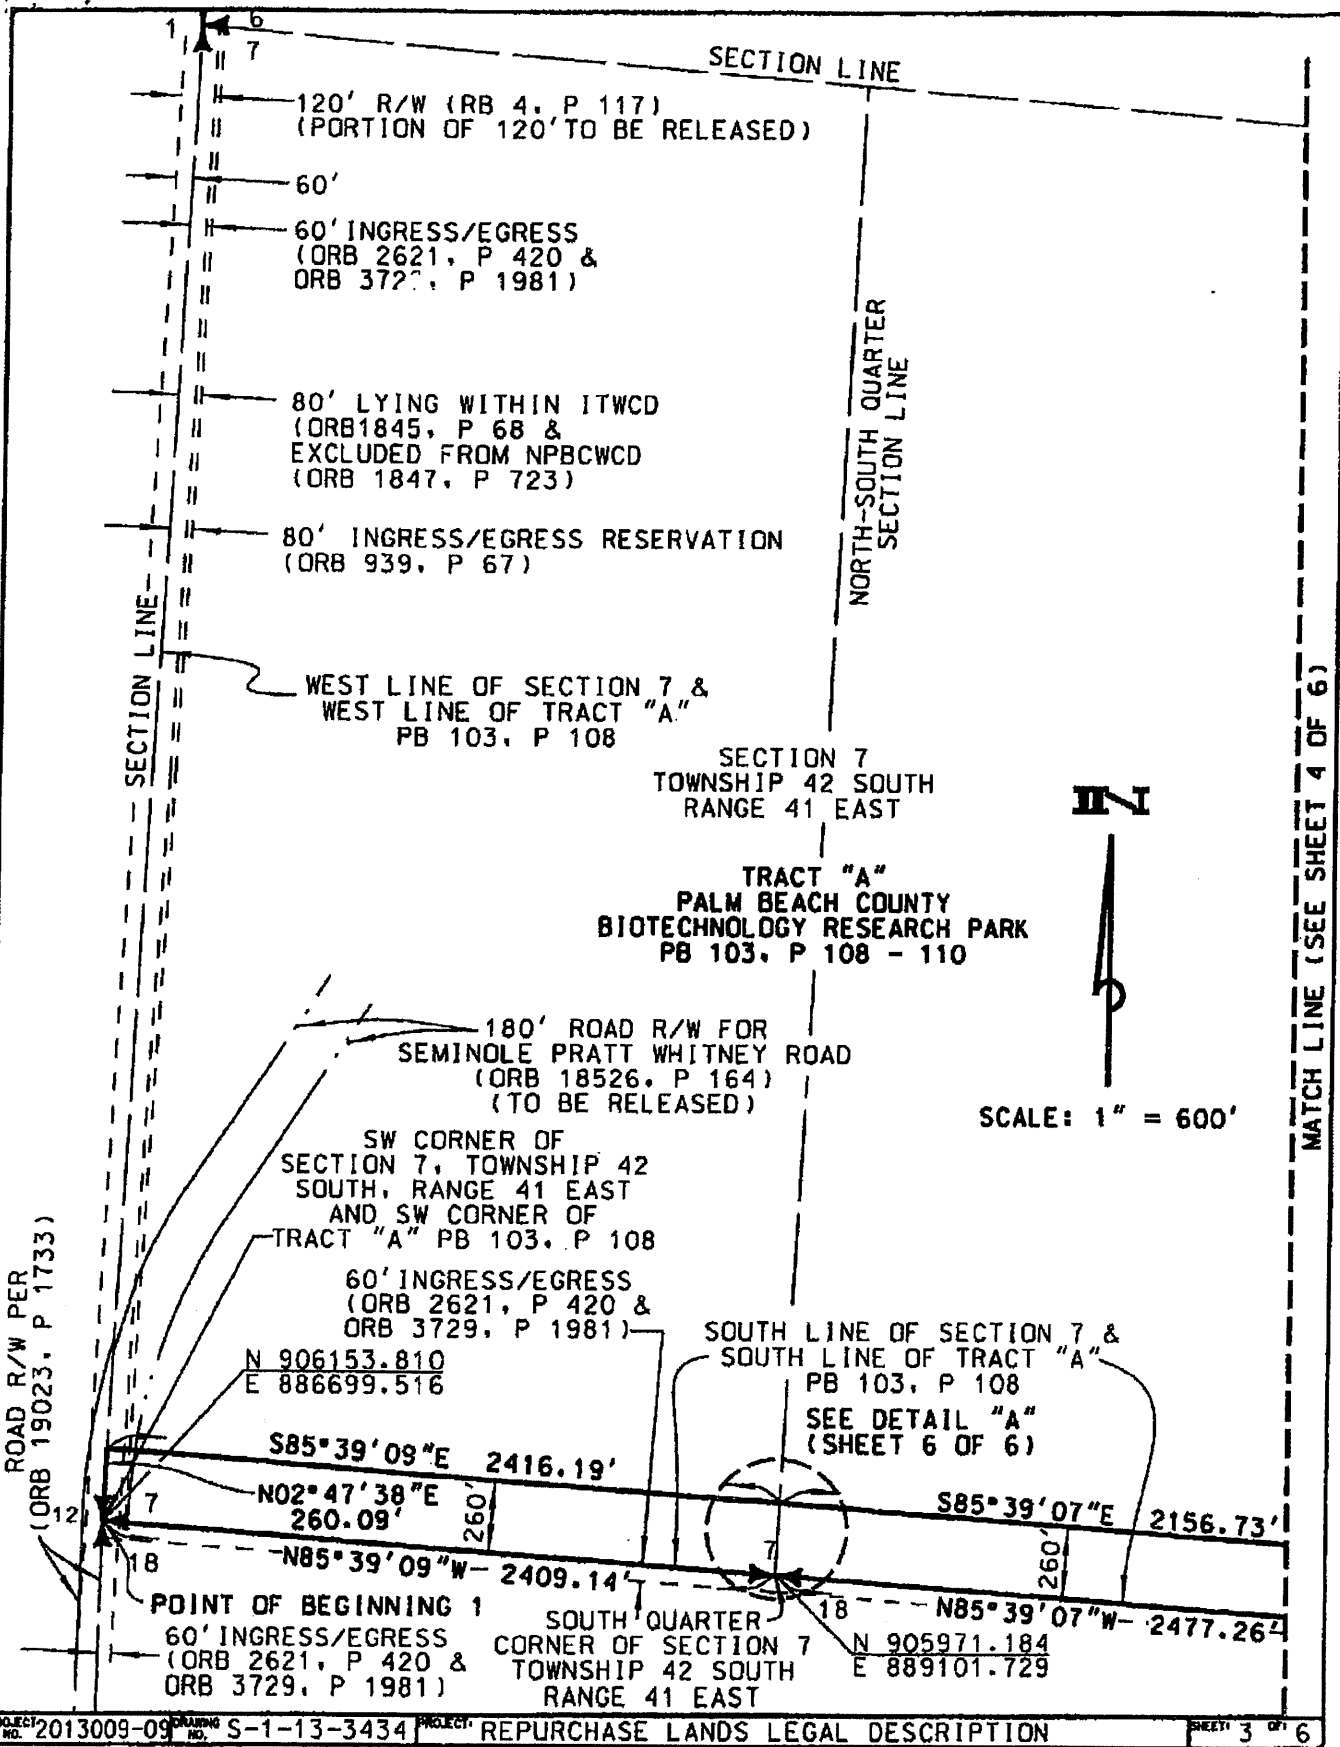 1
6
7
SECTION LINE
120' R/W (RB 4, P 117)
(PORTION OF 120' TO BE RELEASED)
60'
60' INGRESS/EGRESS
(ORB 2621, P 420 &
ORB 372 , P 1981)
80' LYING WITHIN ITWCD
(ORB1845, P 68 &
EXCLUDED FROM NPBCWCD
(ORB 1847, P 723)
80' INGRESS/EGRESS RESERVATION
(ORB 939, P 67)
NORTH-SOUTH QUARTER
SECTION LINE
SECTION LINE
WEST LINE OF SECTION 7 &
WEST LINE OF TRACT "A"
PB 103, P 108
SECTION 7
TOWNSHIP 42 SOUTH
RANGE 41 EAST
TRACT "A"
PALM BEACH COUNTY
BIOTECHNOLOGY RESEARCH PARK
PB 103, P 108 - 110
N
SCALE: 1" = 600'
MATCH LINE (SEE SHEET 4 OF 6)
180' ROAD R/W FOR
SEMINOLE PRATT WHITNEY ROAD
(ORB 18526, P 164)
(TO BE RELEASED)
SW CORNER OF
SECTION 7, TOWNSHIP 42
SOUTH, RANGE 41 EAST
AND SW CORNER OF
TRACT "A" PB 103, P 108
60' INGRESS/EGRESS
(ORB 2621, P 420 &
ORB 3729, P 1981)
ROAD R/W PER
(ORB 19023, P 1733)
N 906153.810
E 886699.516
SOUTH LINE OF SECTION 7 &
SOUTH LINE OF TRACT "A"
PB 103, P 108
SEE DETAIL "A"
(SHEET 6 OF 6)
S85°39'09"E 2416.19'
N02°47'38"E
260.09'
260'
S85°39'07"E 2156.73'
260'
12
7
18
N85°39'09"W- 2409.14'
7
18
N85°39'07"W- 2477.26'
POINT OF BEGINNING 1
60' INGRESS/EGRESS
(ORB 2621, P 420 &
ORB 3729, P 1981)
SOUTH QUARTER
CORNER OF SECTION 7
TOWNSHIP 42 SOUTH
RANGE 41 EAST
N 905971.184
E 889101.729
PROJECT NO. 2013009-09 DRAWING NO. S-1-13-3434 PROJECT: REPURCHASE LANDS LEGAL DESCRIPTION SHEET: 3 OF: 6